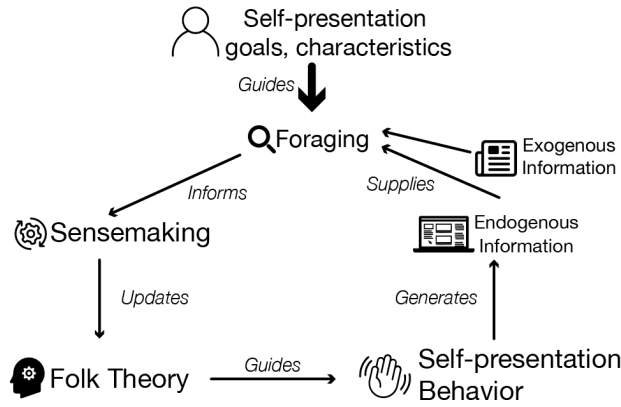 Self-presentation
goals, characteristics
Guides
Foraging
Exogenous
Information
Informs
Supplies
Sensemaking
Endogenous
Information
Updates
Generates
Folk Theory
Guides
Self-presentation
Behavior